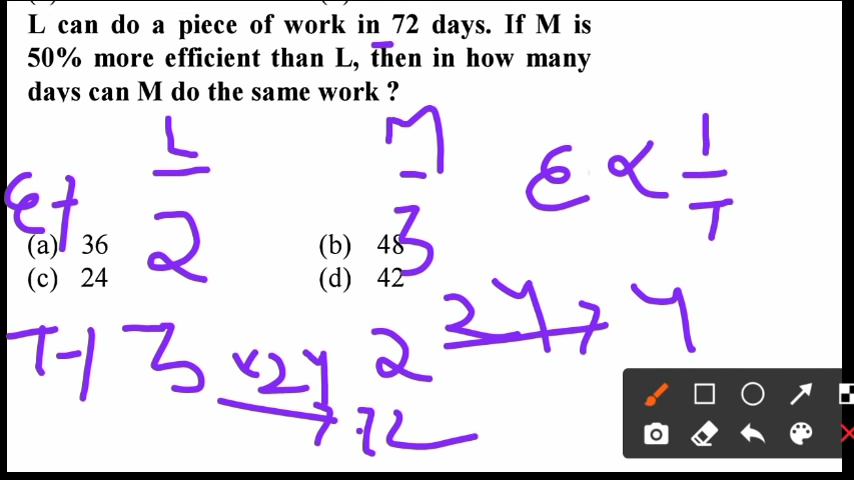 L can do a piece of work in 72 days. If M is
50% more efficient than L, then in how many
days can M do the same work ?
L M
E ∝ 1/T
Ef 2 3
(a) 36 (b) 48
(c) 24 (d) 42
T- 3 ×24 → 72
2 24 →